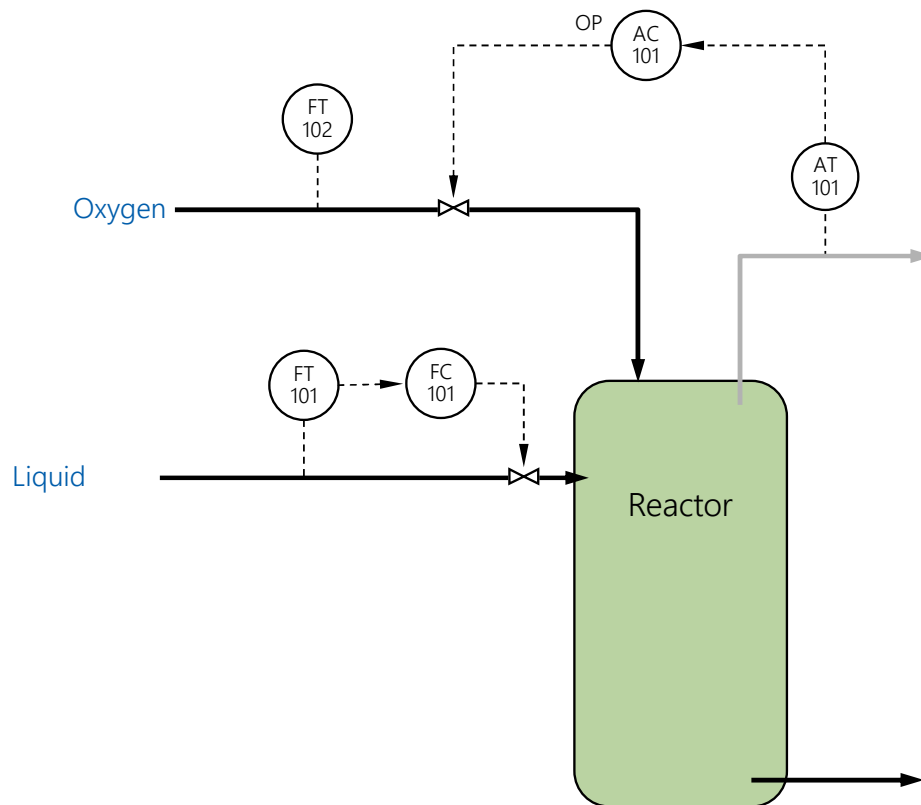 OP
AC
101
FT
102
AT
101
Oxygen
FT
101
FC
101
Liquid
Reactor